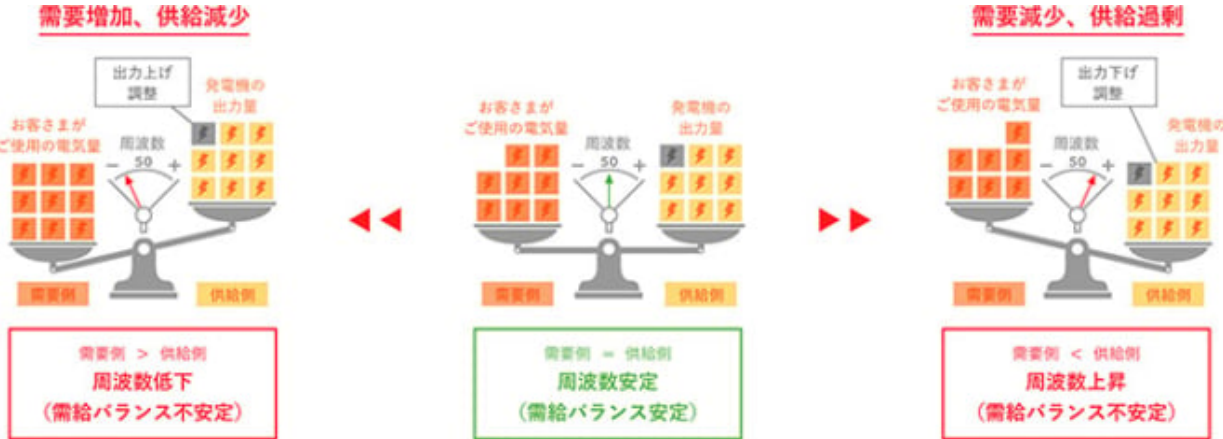 需要増加、供給減少
出力上げ
調整
発電機の
出力量
お客さまが
ご使用の電気量
周波数
－ 50 ＋
需要側
供給側
需要側 > 供給側
周波数低下
（需給バランス不安定）
お客さまが
ご使用の電気量
発電機の
出力量
周波数
－ 50 ＋
需要側
供給側
需要側 = 供給側
周波数安定
（需給バランス安定）
需要減少、供給過剰
出力下げ
調整
お客さまが
ご使用の電気量
発電機の
出力量
周波数
－ 50 ＋
需要側
供給側
需要側 < 供給側
周波数上昇
（需給バランス不安定）